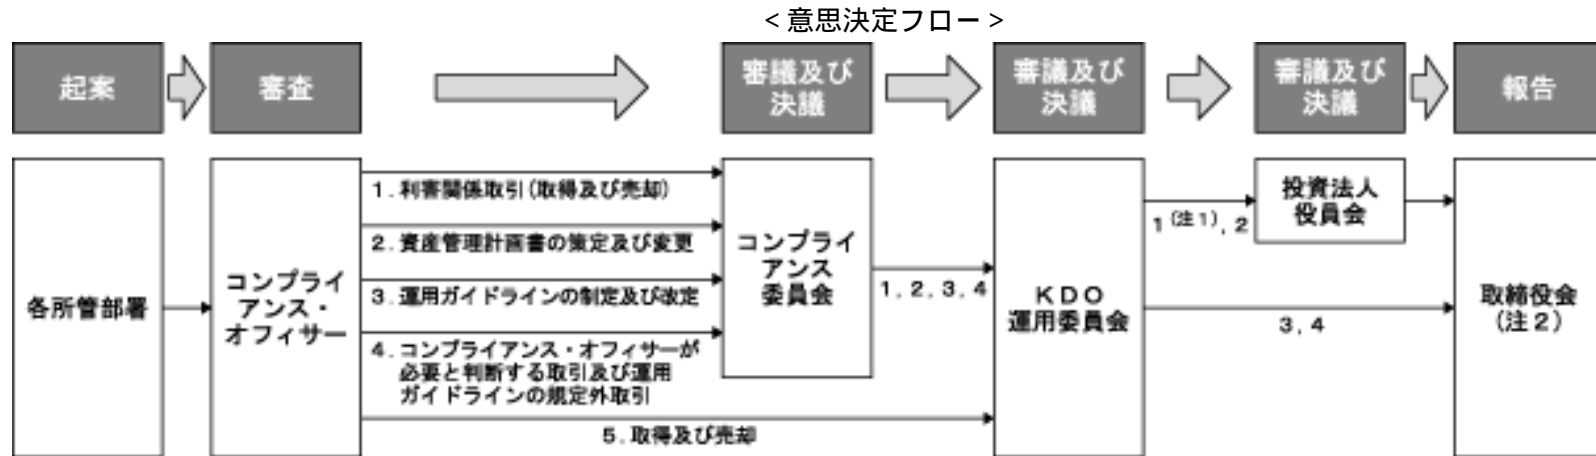 ＜意思決定フロー＞
起案
審査
審議及び
決議
審議及び
決議
審議及び
決議
報告
各所管部署
コンプライ
アンス・
オフィサー
1．利害関係取引（取得及び売却）
2．資産管理計画書の策定及び変更
3．運用ガイドラインの制定及び改定
4．コンプライアンス・オフィサーが
必要と判断する取引及び運用
ガイドラインの規定外取引
5．取得及び売却
コンプライ
アンス
委員会
1，2，3，4
ＫＤＯ
運用委員会
1（注1），2
3，4
投資法人
役員会
取締役会
（注２）